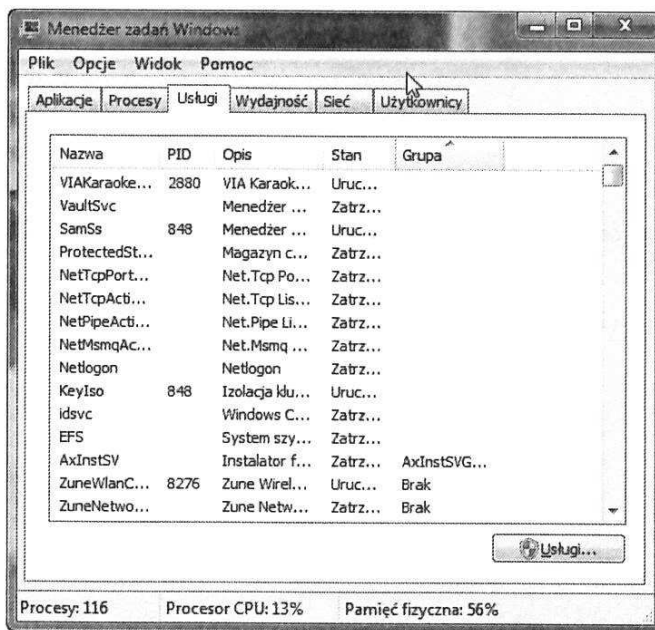 Menedżer zadań Windows
Plik Opcje Widok Pomoc
Aplikacje Procesy Usługi Wydajność Sieć Użytkownicy
Nazwa PID Opis Stan Grupa
VIAKaraoke... 2880 VIA Karaok... Uruc...
VaultSvc Menedżer ... Zatrz...
SamSs 848 Menedżer ... Uruc...
ProtectedSt... Magazyn c... Zatrz...
NetTcpPort... Net.Tcp Po... Zatrz...
NetTcpActi... Net.Tcp Lis... Zatrz...
NetPipeActi... Net.Pipe Li... Zatrz...
NetMsmqAc... Net.Msmq ... Zatrz...
Netlogon Netlogon Zatrz...
KeyIso 848 Izolacja klu... Uruc...
idsvc Windows C... Zatrz...
EFS System szy... Zatrz...
AxInstSV Instalator f... Zatrz... AxInstSVG...
ZuneWlanC... 8276 Zune Wirel... Uruc... Brak
ZuneNetwo... Zune Netw... Zatrz... Brak
Usługi...
Procesy: 116 Procesor CPU: 13% Pamięć fizyczna: 56%